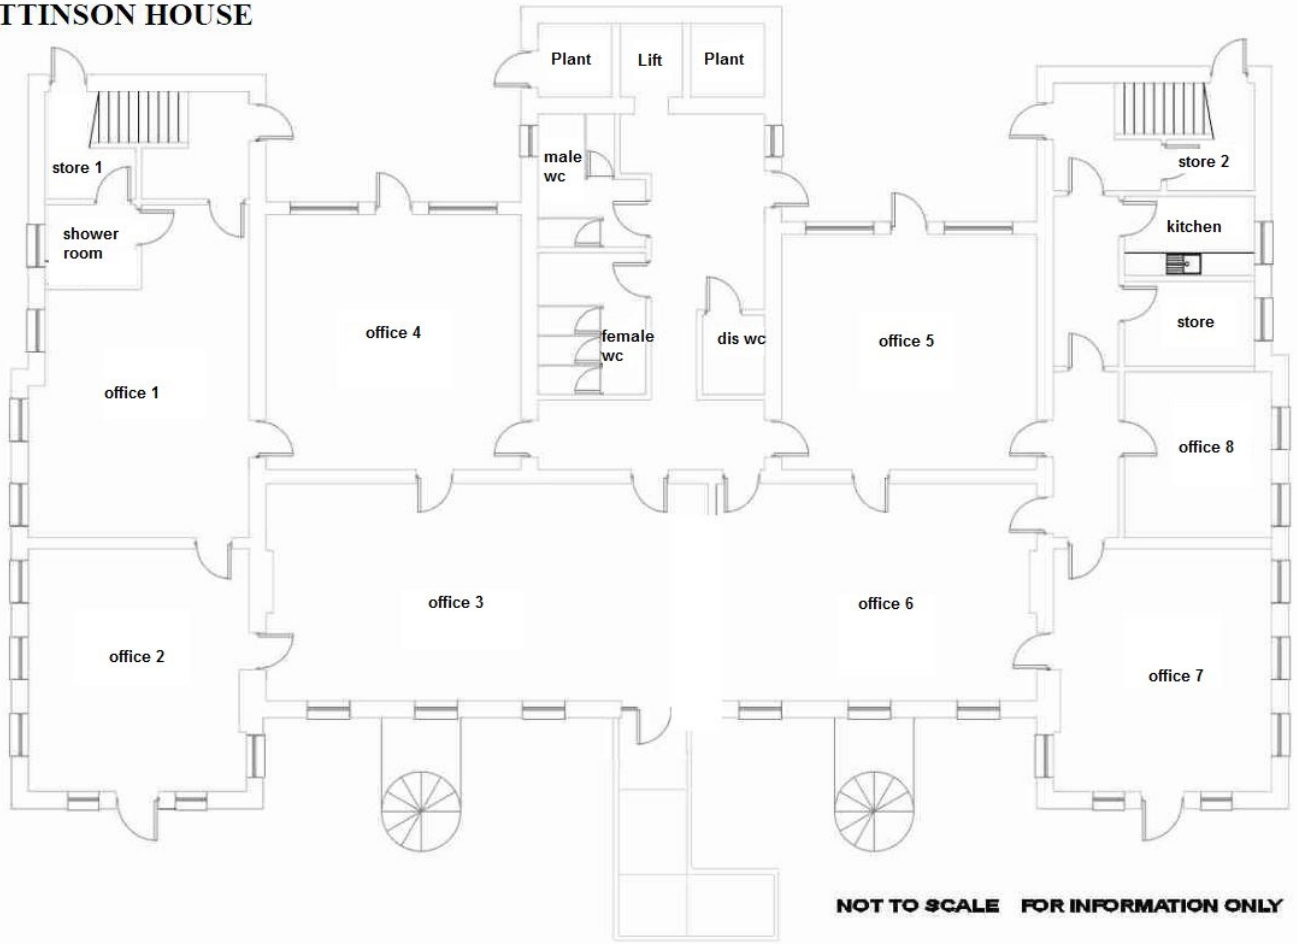 TTINSON HOUSE
Plant
Lift
Plant
male
wc
store 1
store 2
shower
room
kitchen
office 4
female
wc
dis wc
office 5
store
office 1
office 8
office 3
office 6
office 2
office 7
NOT TO SCALE FOR INFORMATION ONLY